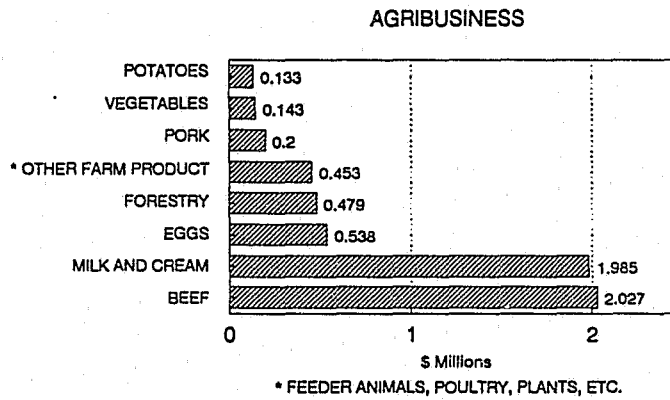 AGRIBUSINESS
POTATOES 0.133
VEGETABLES 0.143
PORK 0.2
* OTHER FARM PRODUCT 0.453
FORESTRY 0.479
EGGS 0.538
MILK AND CREAM 1.985
BEEF 2.027
0 1 2
$ Millions
* FEEDER ANIMALS, POULTRY, PLANTS, ETC.